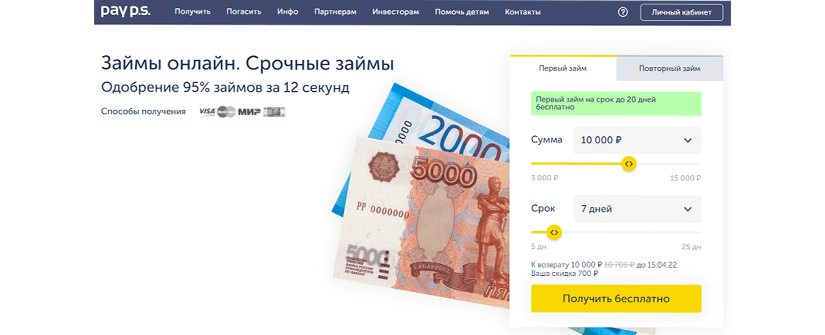 pay p.s.
Получить Погасить Инфо Партнерам Инвесторам Помочь детям Контакты
? Личный кабинет
Займы онлайн. Срочные займы
Одобрение 95% займов за 12 секунд
Способы получения VISA МИР
Первый займ Повторный займ
Первый займ на срок до 20 дней
бесплатно
Сумма 10 000 ₽
3 000 ₽ 15 000 ₽
Срок 7 дней
5 дн 25 дн
К возврату 10 000 ₽ 10 700 ₽ до 15.04.22
Ваша скидка 700 ₽
Получить бесплатно
2000
5000
РР 0000000
5000
ХАБАРОВСК